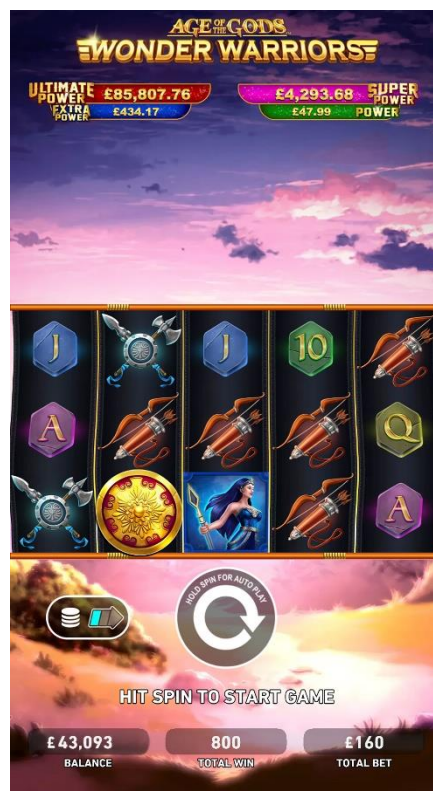 AGE OF THE GODS
WONDER WARRIORS
ULTIMATE POWER £85,807.76
£4,293.68 SUPER POWER
EXTRA POWER £434.17
£47.99 POWER
J J 10
A Q
A
HOLD SPIN FOR AUTO PLAY
HIT SPIN TO START GAME
£43,093 800 £160
BALANCE TOTAL WIN TOTAL BET